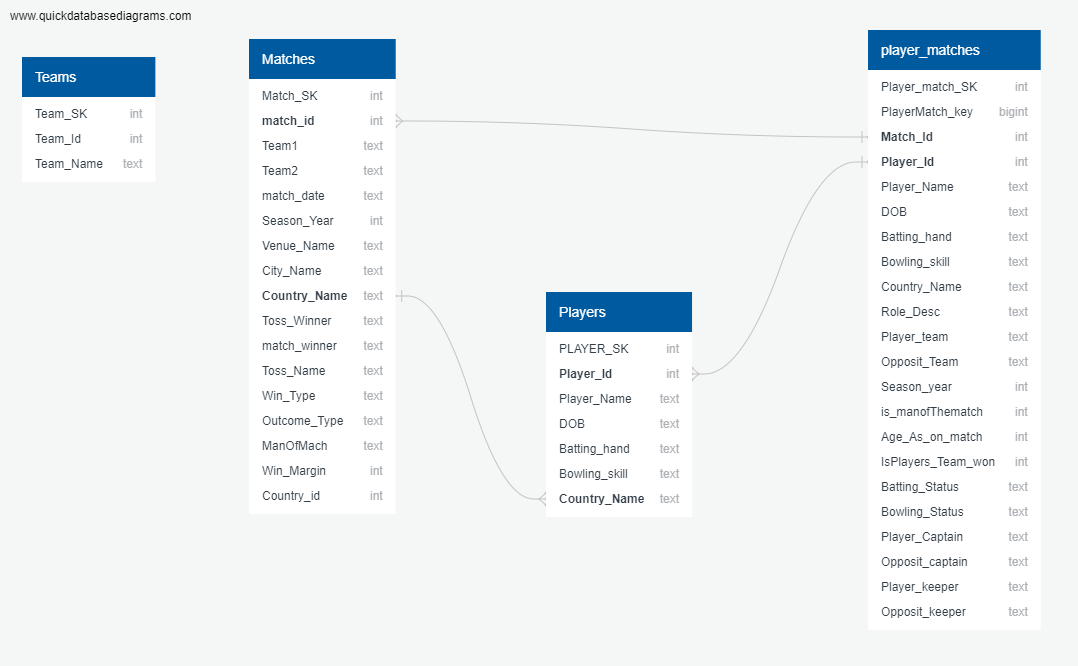 www.quickdatabasediagrams.com
Teams
Team_SK int
Team_Id int
Team_Name text
Matches
Match_SK int
match_id int
Team1 text
Team2 text
match_date text
Season_Year int
Venue_Name text
City_Name text
Country_Name text
Toss_Winner text
match_winner text
Toss_Name text
Win_Type text
Outcome_Type text
ManOfMach text
Win_Margin int
Country_id int
Players
PLAYER_SK int
Player_Id int
Player_Name text
DOB text
Batting_hand text
Bowling_skill text
Country_Name text
player_matches
Player_match_SK int
PlayerMatch_key bigint
Match_Id int
Player_Id int
Player_Name text
DOB text
Batting_hand text
Bowling_skill text
Country_Name text
Role_Desc text
Player_team text
Opposit_Team text
Season_year int
is_manofThematch int
Age_As_on_match int
IsPlayers_Team_won int
Batting_Status text
Bowling_Status text
Player_Captain text
Opposit_captain text
Player_keeper text
Opposit_keeper text